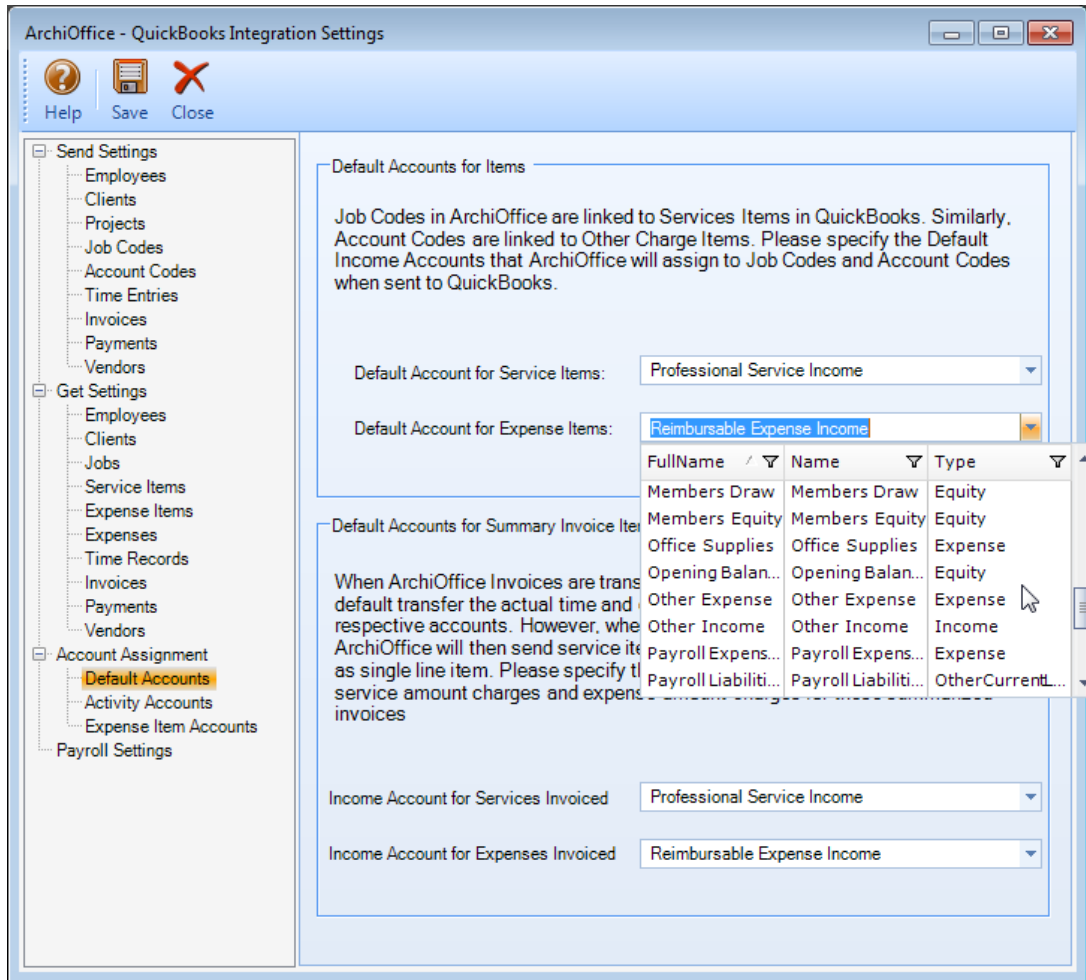 ArchiOffice - QuickBooks Integration Settings
Help Save Close
Send Settings
Employees
Clients
Projects
Job Codes
Account Codes
Time Entries
Invoices
Payments
Vendors
Get Settings
Employees
Clients
Jobs
Service Items
Expense Items
Expenses
Time Records
Invoices
Payments
Vendors
Account Assignment
Default Accounts
Activity Accounts
Expense Item Accounts
Payroll Settings
Default Accounts for Items
Job Codes in ArchiOffice are linked to Services Items in QuickBooks. Similarly,
Account Codes are linked to Other Charge Items. Please specify the Default
Income Accounts that ArchiOffice will assign to Job Codes and Account Codes
when sent to QuickBooks.
Default Account for Service Items: Professional Service Income
Default Account for Expense Items: Reimbursable Expense Income
FullName Name Type
Members Draw Members Draw Equity
Members Equity Members Equity Equity
Office Supplies Office Supplies Expense
Opening Balan... Opening Balan... Equity
Other Expense Other Expense Expense
Other Income Other Income Income
Payroll Expens... Payroll Expens... Expense
Payroll Liabiliti... Payroll Liabiliti... OtherCurrentL...
Default Accounts for Summary Invoice
When ArchiOffice Invoices are
default transfer the actual time and
respective accounts. However,
ArchiOffice will then send service
as single line item. Please specify
service amount charges and expense amount charges for these summarized
invoices
Income Account for Services Invoiced Professional Service Income
Income Account for Expenses Invoiced Reimbursable Expense Income